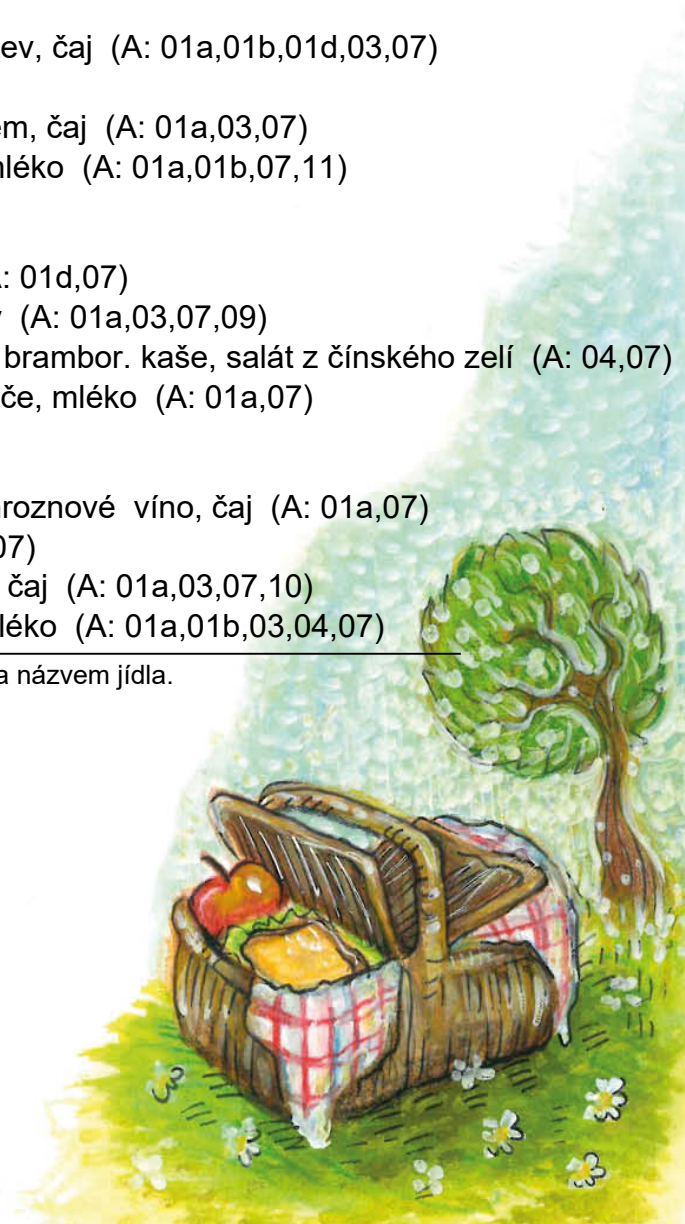 ev, čaj (A: 01a,01b,01d,03,07)
em, čaj (A: 01a,03,07)
mléko (A: 01a,01b,07,11)
: 01d,07)
(A: 01a,03,07,09)
brambor. kaše, salát z čínského zelí (A: 04,07)
če, mléko (A: 01a,07)
hroznové víno, čaj (A: 01a,07)
07)
čaj (A: 01a,03,07,10)
léko (A: 01a,01b,03,04,07)
a názvem jídla.